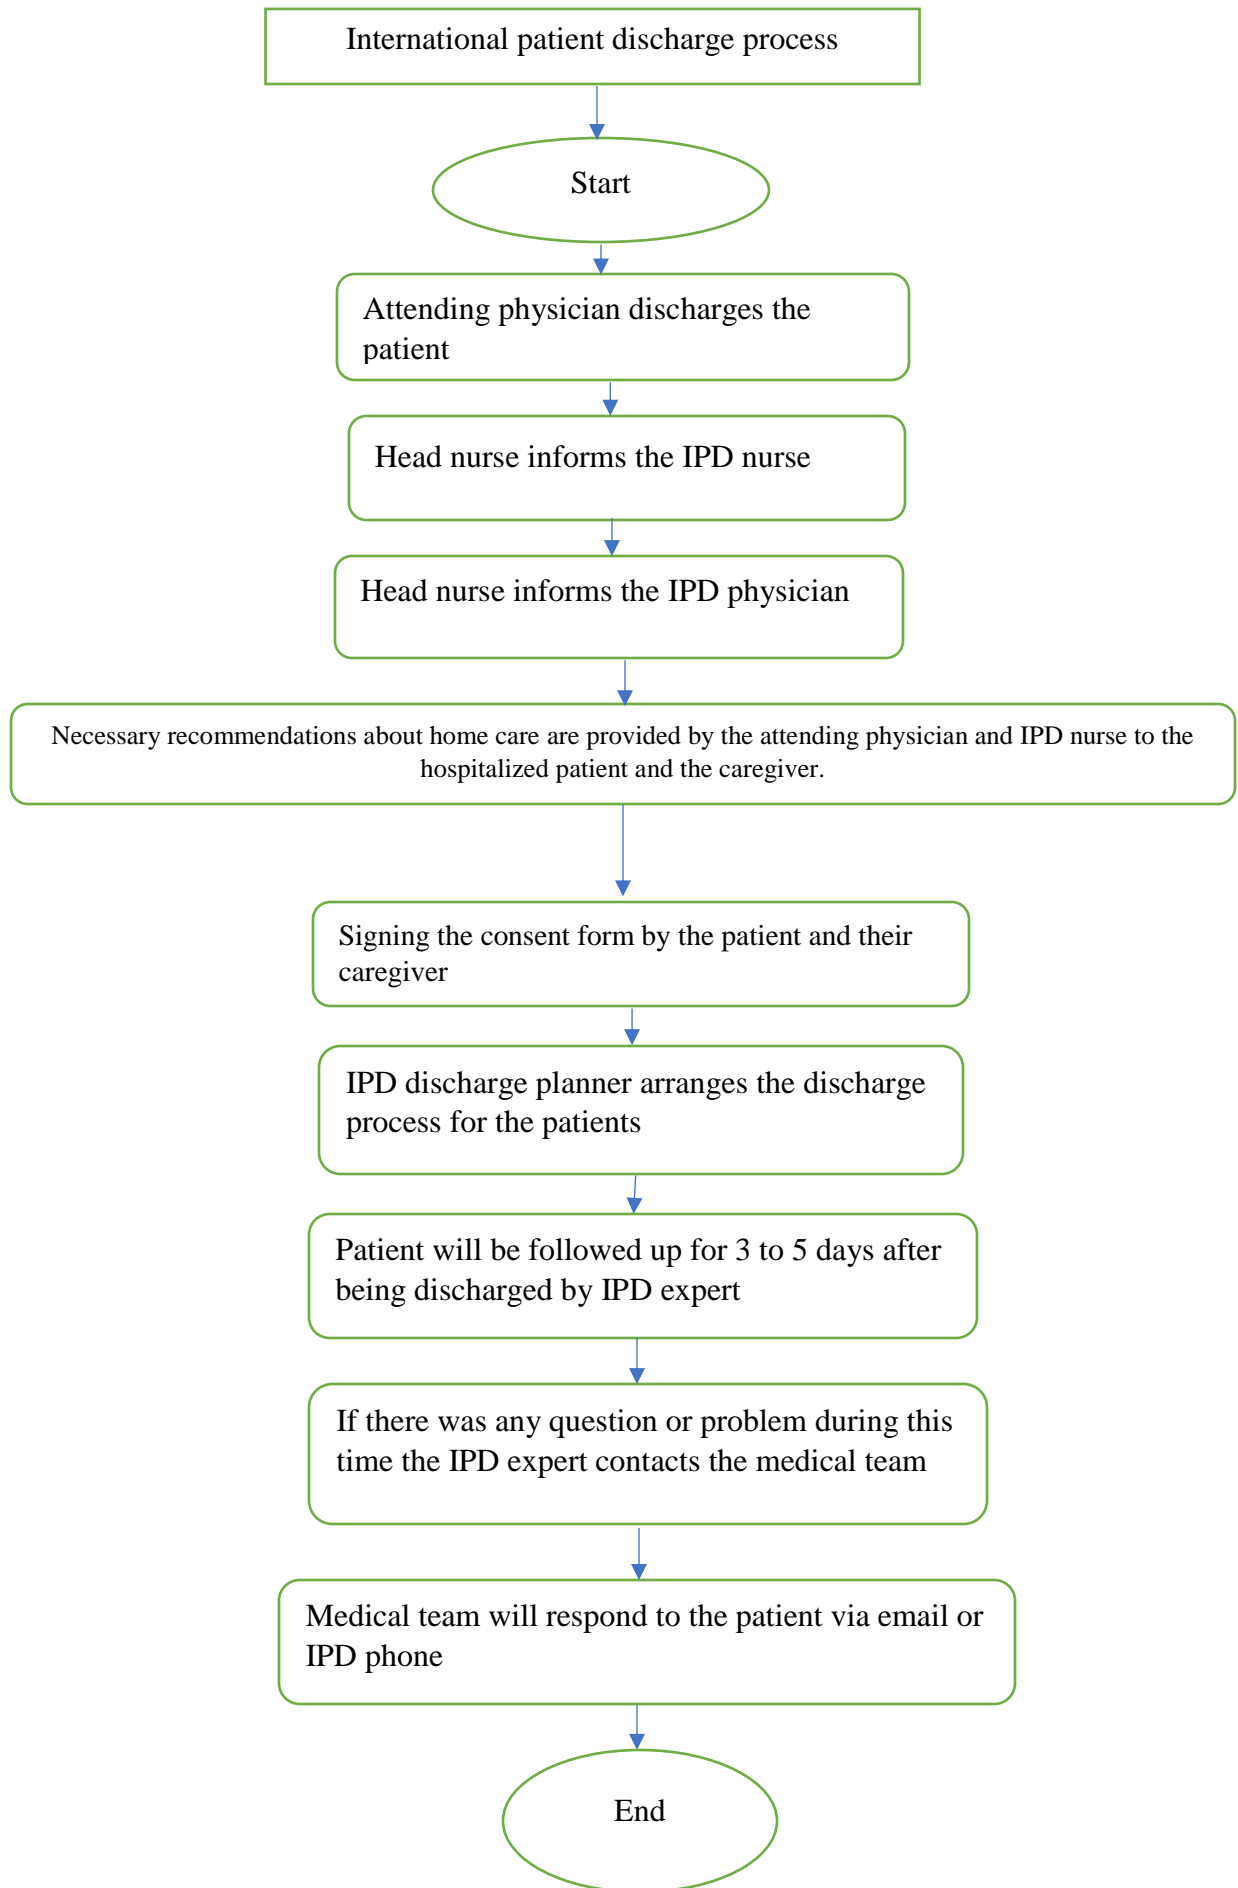 International patient discharge process
Start
Attending physician discharges the
patient
Head nurse informs the IPD nurse
Head nurse informs the IPD physician
Necessary recommendations about home care are provided by the attending physician and IPD nurse to the
hospitalized patient and the caregiver.
Signing the consent form by the patient and their
caregiver
IPD discharge planner arranges the discharge
process for the patients
Patient will be followed up for 3 to 5 days after
being discharged by IPD expert
If there was any question or problem during this
time the IPD expert contacts the medical team
Medical team will respond to the patient via email or
IPD phone
End